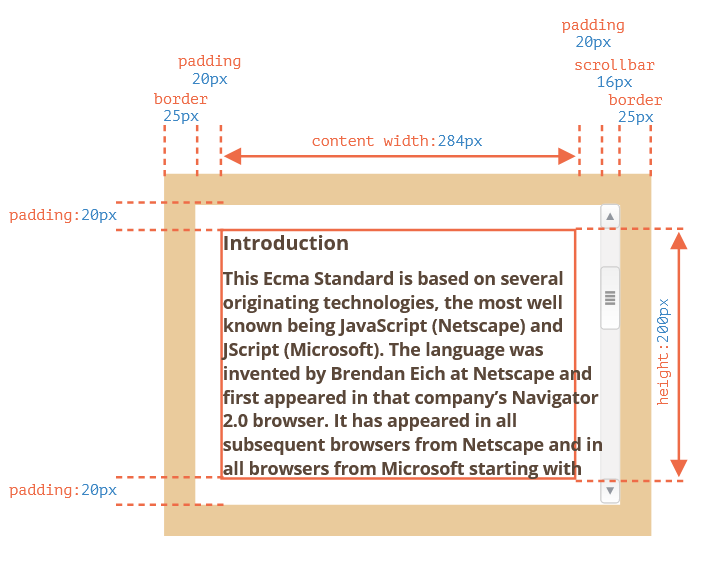 padding
20px
padding
20px
scrollbar
16px
border
25px
border
25px
content width:284px
padding:20px
Introduction
This Ecma Standard is based on several
originating technologies, the most well
known being JavaScript (Netscape) and
JScript (Microsoft). The language was
invented by Brendan Eich at Netscape and
first appeared in that company’s Navigator
2.0 browser. It has appeared in all
subsequent browsers from Netscape and in
all browsers from Microsoft starting with
height:200px
padding:20px